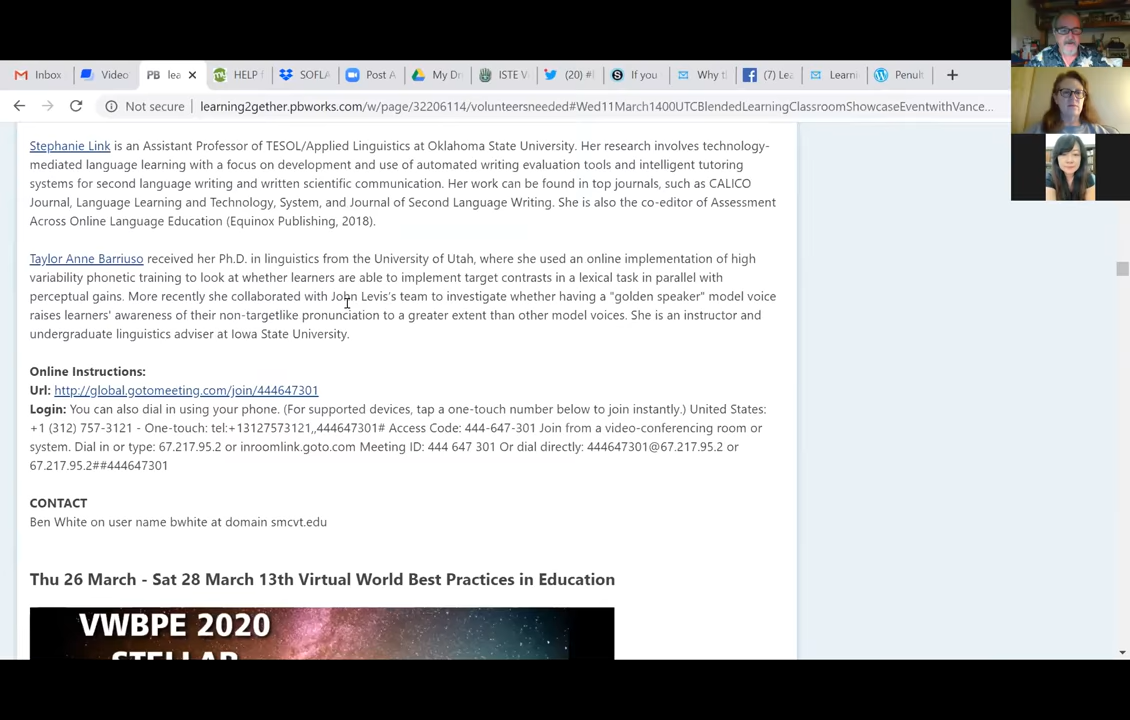 Inbox
Video
PB lea
HELP
SOFLA
Post A
My Dr
ISTE V
(20) #
If you
Why t
(7) Lea
Learni
Penult
Not secure
learning2gether.pbworks.com/w/page/32206114/volunteersneeded#Wed11March1400UTCBlendedLearningClassroomShowcaseEventwithVance...
Stephanie Link is an Assistant Professor of TESOL/Applied Linguistics at Oklahoma State University. Her research involves technology-
mediated language learning with a focus on development and use of automated writing evaluation tools and intelligent tutoring
systems for second language writing and written scientific communication. Her work can be found in top journals, such as CALICO
Journal, Language Learning and Technology, System, and Journal of Second Language Writing. She is also the co-editor of Assessment
Across Online Language Education (Equinox Publishing, 2018).
Taylor Anne Barriuso received her Ph.D. in linguistics from the University of Utah, where she used an online implementation of high
variability phonetic training to look at whether learners are able to implement target contrasts in a lexical task in parallel with
perceptual gains. More recently she collaborated with John Levis's team to investigate whether having a "golden speaker" model voice
raises learners' awareness of their non-targetlike pronunciation to a greater extent than other model voices. She is an instructor and
undergraduate linguistics adviser at Iowa State University.
Online Instructions:
Url: http://global.gotomeeting.com/join/444647301
Login: You can also dial in using your phone. (For supported devices, tap a one-touch number below to join instantly.) United States:
+1 (312) 757-3121 - One-touch: tel:+13127573121,,444647301# Access Code: 444-647-301 Join from a video-conferencing room or
system. Dial in or type: 67.217.95.2 or inroomlink.goto.com Meeting ID: 444 647 301 Or dial directly: 444647301@67.217.95.2 or
67.217.95.2##444647301
CONTACT
Ben White on user name bwhite at domain smcvt.edu
Thu 26 March - Sat 28 March 13th Virtual World Best Practices in Education
VWBPE 2020
STELLAR